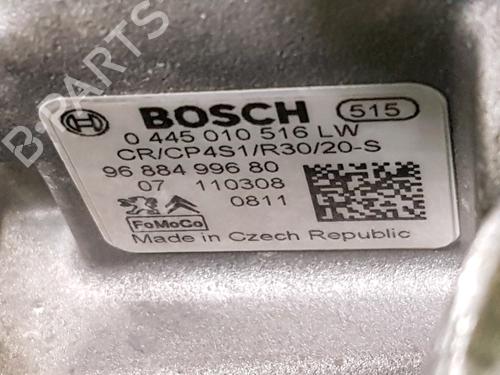 B-PARTS
BOSCH 515
0 445 010 516 LW
CR/CP4S1/R30/20-S
96 884 996 80
07 110308
0811
FoMoCo
Made in Czech Republic